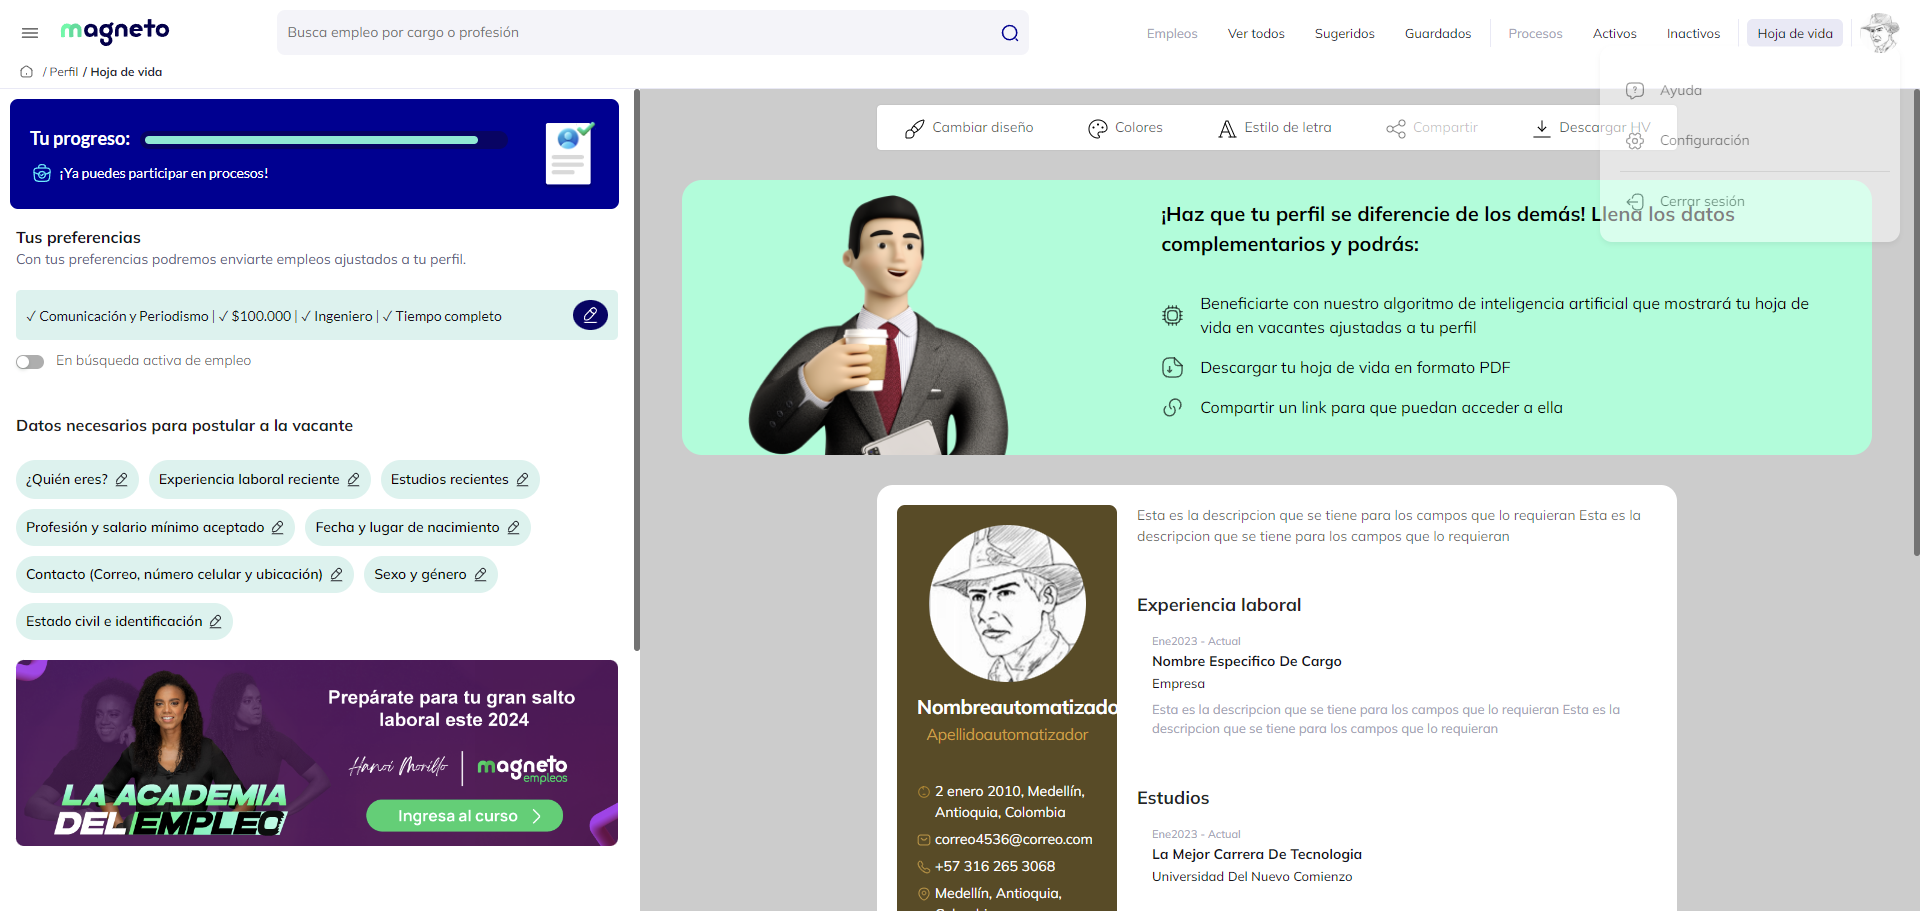 magneto
Busca empleo por cargo o profesión
Empleos
Ver todos
Sugeridos
Guardados
Procesos
Activos
Inactivos
Hoja de vida
/ Perfil / Hoja de vida
Ayuda
Configuración
Cerrar sesión
Tu progreso:
¡Ya puedes participar en procesos!
Tus preferencias
Con tus preferencias podremos enviarte empleos ajustados a tu perfil.
✓ Comunicación y Periodismo | ✓ $100.000 | ✓ Ingeniero | ✓ Tiempo completo
En búsqueda activa de empleo
Datos necesarios para postular a la vacante
¿Quién eres?
Experiencia laboral reciente
Estudios recientes
Profesión y salario mínimo aceptado
Fecha y lugar de nacimiento
Contacto (Correo, número celular y ubicación)
Sexo y género
Estado civil e identificación
Prepárate para tu gran salto
laboral este 2024
Hanoi Morillo
magneto
empleos
LA ACADEMIA
DEL EMPLEO
Ingresa al curso
Cambiar diseño
Colores
Estilo de letra
Compartir
Descargar HV
¡Haz que tu perfil se diferencie de los demás! Llena los datos
complementarios y podrás:
Beneficiarte con nuestro algoritmo de inteligencia artificial que mostrará tu hoja de
vida en vacantes ajustadas a tu perfil
Descargar tu hoja de vida en formato PDF
Compartir un link para que puedan acceder a ella
Nombreautomatizado
Apellidoautomatizador
2 enero 2010, Medellín,
Antioquia, Colombia
correo4536@correo.com
+57 316 265 3068
Medellín, Antioquia,
Esta es la descripcion que se tiene para los campos que lo requieran Esta es la
descripcion que se tiene para los campos que lo requieran
Experiencia laboral
Ene2023 - Actual
Nombre Especifico De Cargo
Empresa
Esta es la descripcion que se tiene para los campos que lo requieran Esta es la
descripcion que se tiene para los campos que lo requieran
Estudios
Ene2023 - Actual
La Mejor Carrera De Tecnologia
Universidad Del Nuevo Comienzo